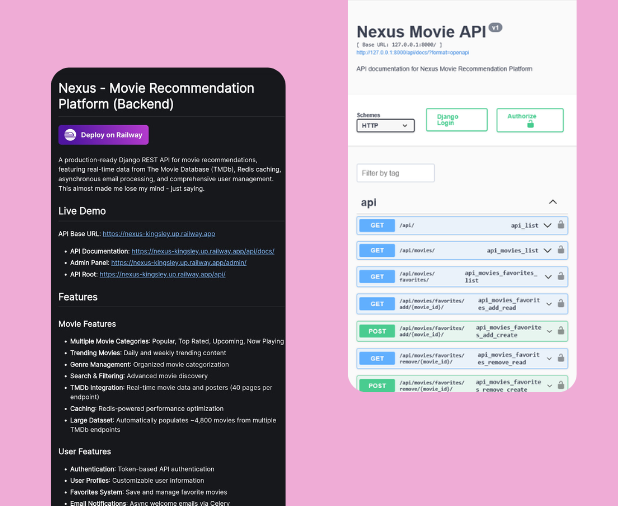 Nexus - Movie Recommendation
Platform (Backend)
Deploy on Railway
A production-ready Django REST API for movie recommendations,
featuring real-time data from The Movie Database (TMDb), Redis caching,
asynchronous email processing, and comprehensive user management.
This almost made me lose my mind - just saying.
Live Demo
API Base URL: https://nexus-kingsley.up.railway.app
• API Documentation: https://nexus-kingsley.up.railway.app/api/docs/
• Admin Panel: https://nexus-kingsley.up.railway.app/admin/
• API Root: https://nexus-kingsley.up.railway.app/api/
Features
Movie Features
• Multiple Movie Categories: Popular, Top Rated, Upcoming, Now Playing
• Trending Movies: Daily and weekly trending content
• Genre Management: Organized movie categorization
• Search & Filtering: Advanced movie discovery
• TMDb Integration: Real-time movie data and posters (40 pages per
endpoint)
• Caching: Redis-powered performance optimization
• Large Dataset: Automatically populates ~4,800 movies from multiple
TMDb endpoints
User Features
• Authentication: Token-based API authentication
• User Profiles: Customizable user information
• Favorites System: Save and manage favorite movies
• Email Notifications: Async welcome emails via Celery
Nexus Movie API v1
[ Base URL: 127.0.0.1:8000/ ]
http://127.0.0.1:8000/api/docs/?format=openapi
API documentation for Nexus Movie Recommendation Platform
Schemes
HTTP
Django
Login
Authorize
Filter by tag
api
GET /api/ api_list
GET /api/movies/ api_movies_list
GET /api/movies/ api_movies_favorites_
favorites/ list
GET /api/movies/favorites/ api_movies_favorit
add/{movie_id}/ es_add_read
POST /api/movies/favorites/ api_movies_favorite
add/{movie_id}/ s_add_create
GET /api/movies/favorites/ api_movies_favorit
remove/{movie_id}/ es_remove_read
POST /api/movies/favorites/ api_movies_favorite
remove/{movie_id}/ s_remove_create